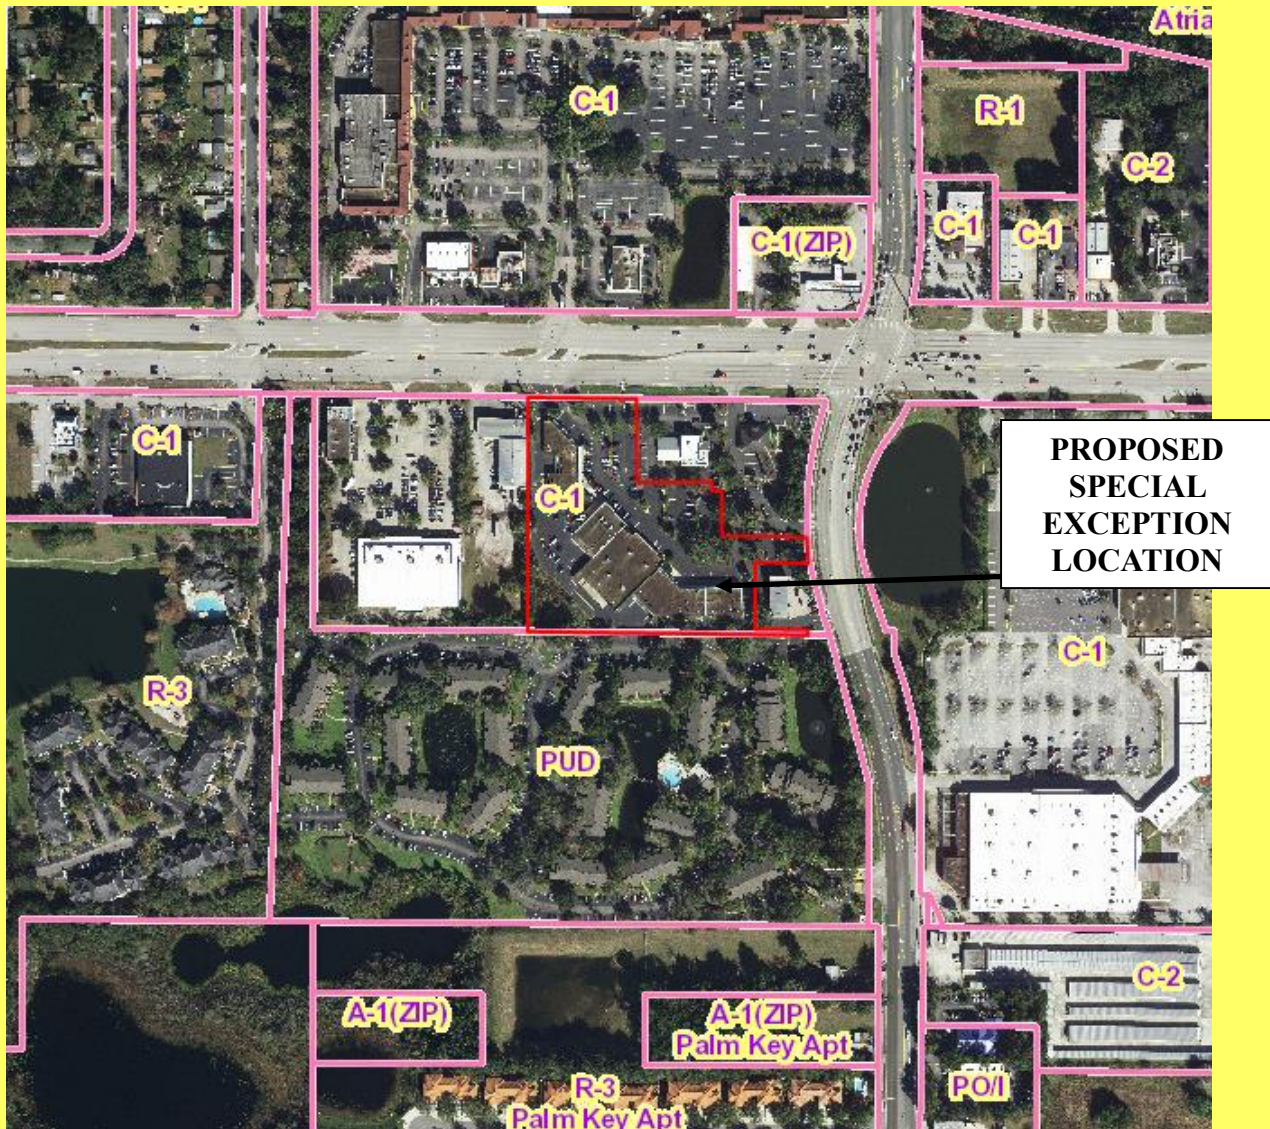 Atria
C-1
R-1
C-2
C-1
C-1
C-1(ZIP)
C-1
C-1
PROPOSED
SPECIAL
EXCEPTION
LOCATION
C-1
R-3
PUD
C-2
A-1(ZIP)
A-1(ZIP)
Palm Key Apt
PO/I
R-3
Palm Key Apt